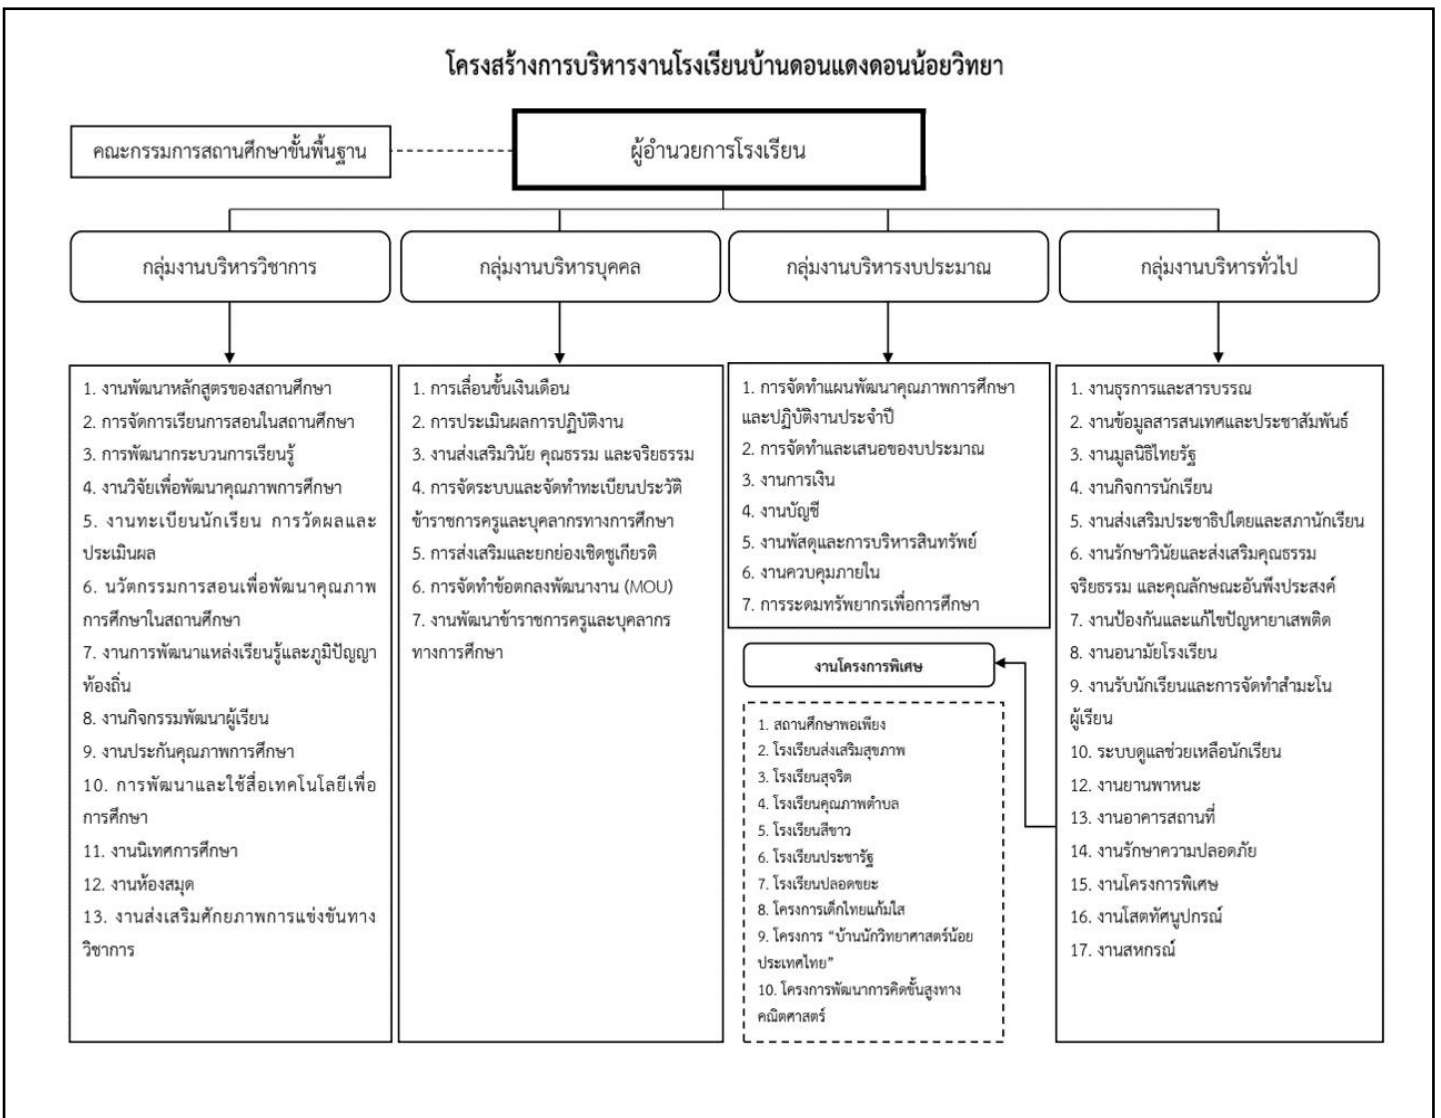 โครงสร้างการบริหารงานโรงเรียนบ้านดอนแดงดอนน้อยวิทยา
คณะกรรมการสถานศึกษาขั้นพื้นฐาน
ผู้อำนวยการโรงเรียน
กลุ่มงานบริหารวิชาการ
กลุ่มงานบริหารบุคคล
กลุ่มงานบริหารงบประมาณ
กลุ่มงานบริหารทั่วไป
1. งานพัฒนาหลักสูตรของสถานศึกษา
2. การจัดการเรียนการสอนในสถานศึกษา
3. การพัฒนากระบวนการเรียนรู้
4. งานวิจัยเพื่อพัฒนาคุณภาพการศึกษา
5. งานทะเบียนนักเรียน การวัดผลและ
ประเมินผล
6. นวัตกรรมการสอนเพื่อพัฒนาคุณภาพ
การศึกษาในสถานศึกษา
7. งานการพัฒนาแหล่งเรียนรู้และภูมิปัญญา
ท้องถิ่น
8. งานกิจกรรมพัฒนาผู้เรียน
9. งานประกันคุณภาพการศึกษา
10. การพัฒนาและใช้สื่อเทคโนโลยีเพื่อ
การศึกษา
11. งานนิเทศการศึกษา
12. งานห้องสมุด
13. งานส่งเสริมศักยภาพการแข่งขันทาง
วิชาการ
1. การเลื่อนขั้นเงินเดือน
2. การประเมินผลการปฏิบัติงาน
3. งานส่งเสริมวินัย คุณธรรม และจริยธรรม
4. การจัดระบบและจัดทำทะเบียนประวัติ
ข้าราชการครูและบุคลากรทางการศึกษา
5. การส่งเสริมและยกย่องเชิดชูเกียรติ
6. การจัดทำข้อตกลงพัฒนางาน (MOU)
7. งานพัฒนาข้าราชการครูและบุคลากร
ทางการศึกษา
1. การจัดทำแผนพัฒนาคุณภาพการศึกษา
และปฏิบัติงานประจำปี
2. การจัดทำและเสนอของบประมาณ
3. งานการเงิน
4. งานบัญชี
5. งานพัสดุและการบริหารสินทรัพย์
6. งานควบคุมภายใน
7. การระดมทรัพยากรเพื่อการศึกษา
งานโครงการพิเศษ
1. สถานศึกษาพอเพียง
2. โรงเรียนส่งเสริมสุขภาพ
3. โรงเรียนสุจริต
4. โรงเรียนคุณภาพตำบล
5. โรงเรียนสีขาว
6. โรงเรียนประชารัฐ
7. โรงเรียนปลอดขยะ
8. โครงการเด็กไทยแก้มใส
9. โครงการ “บ้านนักวิทยาศาสตร์น้อย
ประเทศไทย”
10. โครงการพัฒนาการคิดขั้นสูงทาง
คณิตศาสตร์
1. งานธุรการและสารบรรณ
2. งานข้อมูลสารสนเทศและประชาสัมพันธ์
3. งานมูลนิธิไทยรัฐ
4. งานกิจการนักเรียน
5. งานส่งเสริมประชาธิปไตยและสภานักเรียน
6. งานรักษาวินัยและส่งเสริมคุณธรรม
จริยธรรม และคุณลักษณะอันพึงประสงค์
7. งานป้องกันและแก้ไขปัญหายาเสพติด
8. งานอนามัยโรงเรียน
9. งานรับนักเรียนและการจัดทำสำมะโน
ผู้เรียน
10. ระบบดูแลช่วยเหลือนักเรียน
12. งานยานพาหนะ
13. งานอาคารสถานที่
14. งานรักษาความปลอดภัย
15. งานโครงการพิเศษ
16. งานโสตทัศนูปกรณ์
17. งานสหกรณ์